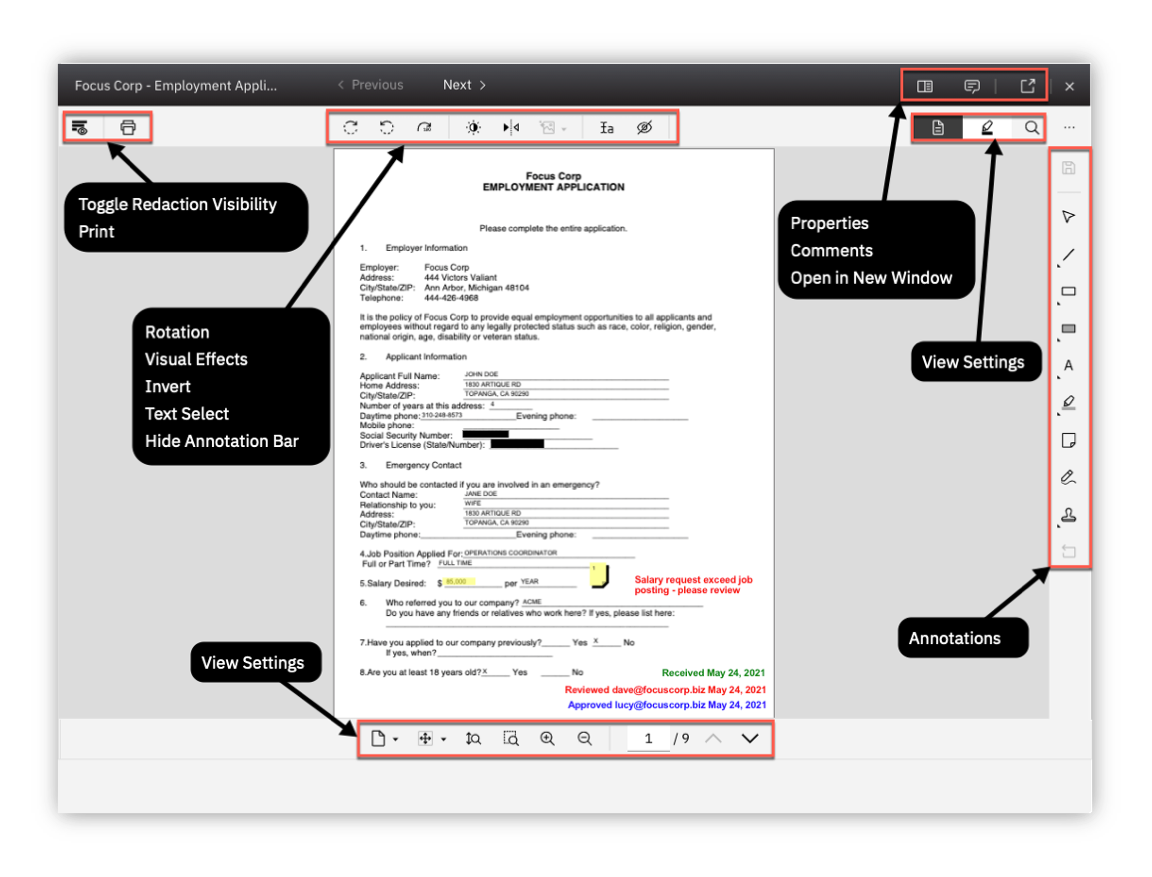 Focus Corp - Employment Appli...
< Previous
Next >
Toggle Redaction Visibility
Print
Rotation
Visual Effects
Invert
Text Select
Hide Annotation Bar
Properties
Comments
Open in New Window
View Settings
Annotations
View Settings
Focus Corp
EMPLOYMENT APPLICATION
Please complete the entire application.
1. Employer Information
Employer: Focus Corp
Address: 444 Victors Valiant
City/State/ZIP: Ann Arbor, Michigan 48104
Telephone: 444-426-4968
It is the policy of Focus Corp to provide equal employment opportunities to all applicants and
employees without regard to any legally protected status such as race, color, religion, gender,
national origin, age, disability or veteran status.
2. Applicant Information
Applicant Full Name: JOHN DOE
Home Address: 1830 ARTIQUE RD
City/State/ZIP: TOPANGA, CA 90290
Number of years at this address: 4
Daytime phone: 310-248-8573 Evening phone:
Mobile phone:
Social Security Number:
Driver's License (State/Number):
3. Emergency Contact
Who should be contacted if you are involved in an emergency?
Contact Name: JANE DOE
Relationship to you: WIFE
Address: 1830 ARTIQUE RD
City/State/ZIP: TOPANGA, CA 90290
Daytime phone: Evening phone:
4.Job Position Applied For: OPERATIONS COORDINATOR
Full or Part Time? FULL TIME
5.Salary Desired: $ 85,000 per YEAR
1
Salary request exceed job
posting - please review
6. Who referred you to our company? ACME
Do you have any friends or relatives who work here? If yes, please list here:
7.Have you applied to our company previously? Yes X No
If yes, when?
8.Are you at least 18 years old? X Yes No
Received May 24, 2021
Reviewed dave@focuscorp.biz May 24, 2021
Approved lucy@focuscorp.biz May 24, 2021
1 / 9